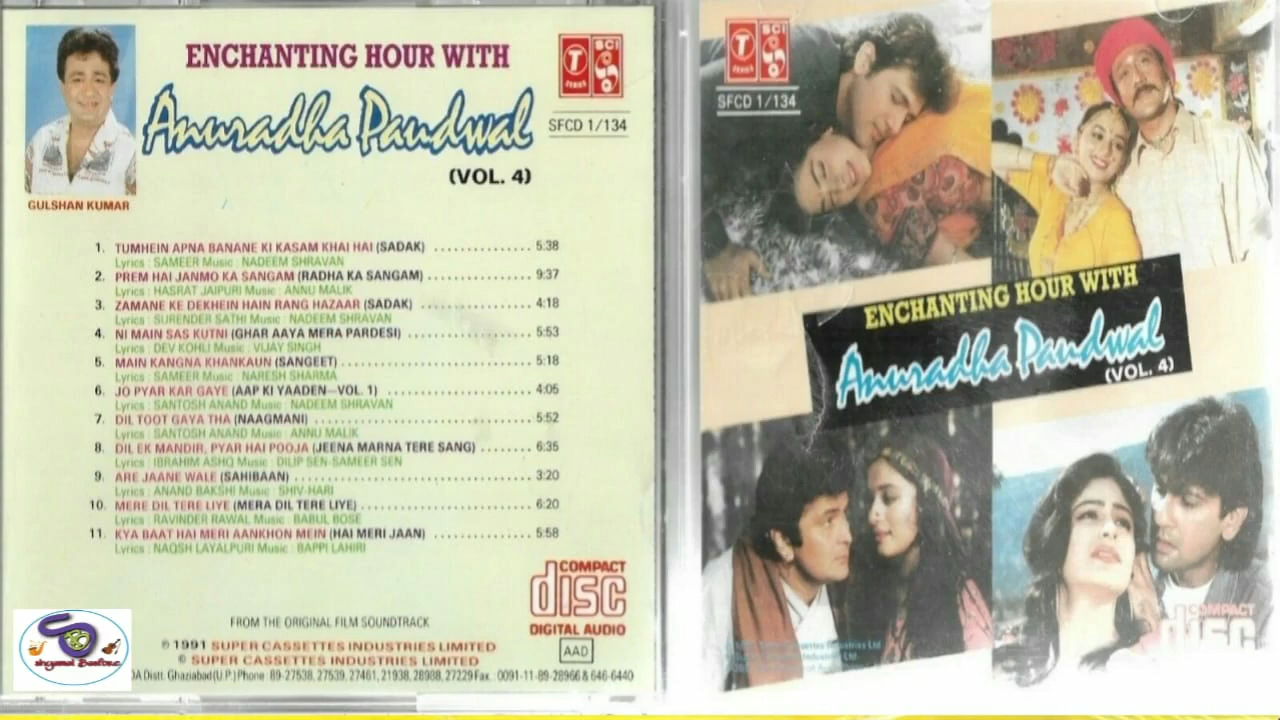 ENCHANTING HOUR WITH
Anuradha Paudwal
(VOL. 4)
T SERIES
SCI
SFCD 1/134
GULSHAN KUMAR
1. TUMHEIN APNA BANANE KI KASAM KHAI HAI (SADAK) 5:38
Lyrics : SAMEER Music : NADEEM SHRAVAN
2. PREM HAI JANMO KA SANGAM (RADHA KA SANGAM) 9:37
Lyrics : HASRAT JAIPURI Music : ANNU MALIK
3. ZAMANE KE DEKHEIN HAIN RANG HAZAAR (SADAK) 4:18
Lyrics : SURENDER SATHI Music : NADEEM SHRAVAN
4. NI MAIN SAS KUTNI (GHAR AAYA MERA PARDESI) 5:53
Lyrics : DEV KOHLI Music : VIJAY SINGH
5. MAIN KANGNA KHANKAUN (SANGEET) 5:18
Lyrics : SAMEER Music : NARESH SHARMA
6. JO PYAR KAR GAYE (AAP KI YAADEN—VOL. 1) 4:05
Lyrics : SANTOSH ANAND Music : NADEEM SHRAVAN
7. DIL TOOT GAYA THA (NAAGMANI) 5:52
Lyrics : SANTOSH ANAND Music : ANNU MALIK
8. DIL EK MANDIR, PYAR HAI POOJA (JEENA MARNA TERE SANG) 6:35
Lyrics : IBRAHIM ASHQ Music : DILIP SEN-SAMEER SEN
9. ARE JAANE WALE (SAHIBAAN) 3:20
Lyrics : ANAND BAKSHI Music : SHIV-HARI
10. MERE DIL TERE LIYE (MERA DIL TERE LIYE) 6:20
Lyrics : RAVINDER RAWAL Music : BABUL BOSE
11. KYA BAAT HAI MERI AANKHON MEIN (HAI MERI JAAN) 5:58
Lyrics : NAQSH LAYALPURI Music : BAPPI LAHIRI
COMPACT
disc
DIGITAL AUDIO
FROM THE ORIGINAL FILM SOUNDTRACK
℗ 1991 SUPER CASSETTES INDUSTRIES LIMITED
© SUPER CASSETTES INDUSTRIES LIMITED
AAD
DA Distt. Ghaziabad (U.P.) Phone : 89-27538, 27539, 27461, 21938, 28988, 27229 Fax. : 0091-11-89-28966 & 646-6440
T SERIES
SCI
SFCD 1/134
ENCHANTING HOUR WITH
Anuradha Paudwal
(VOL. 4)
COMPACT
disc